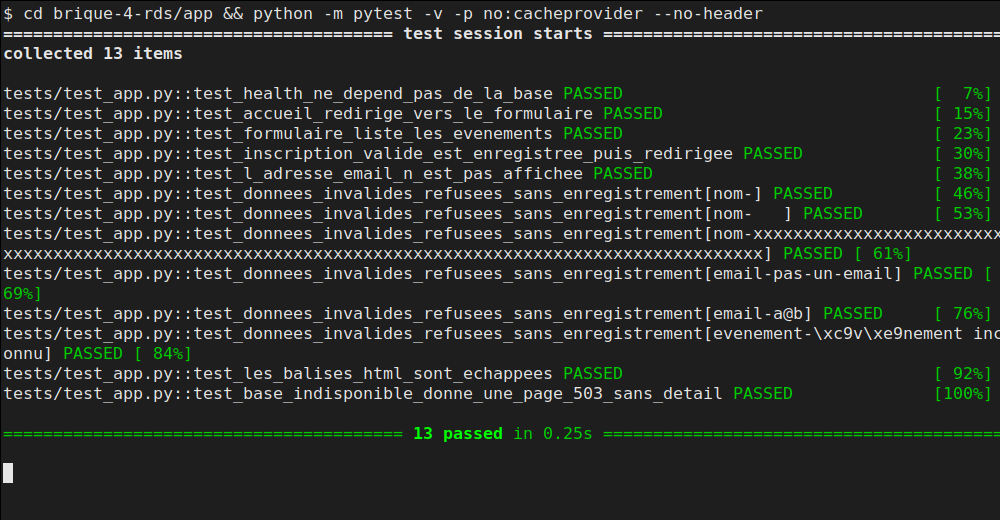 $ cd brique-4-rds/app && python -m pytest -v -p no:cacheprovider --no-header
======================================= test session starts ========================================
collected 13 items
tests/test_app.py::test_health_ne_depend_pas_de_la_base PASSED                               [  7%]
tests/test_app.py::test_accueil_redirige_vers_le_formulaire PASSED                           [ 15%]
tests/test_app.py::test_formulaire_liste_les_evenements PASSED                               [ 23%]
tests/test_app.py::test_inscription_valide_est_enregistree_puis_redirigee PASSED             [ 30%]
tests/test_app.py::test_l_adresse_email_n_est_pas_affichee PASSED                            [ 38%]
tests/test_app.py::test_donnees_invalides_refusees_sans_enregistrement[nom-] PASSED          [ 46%]
tests/test_app.py::test_donnees_invalides_refusees_sans_enregistrement[nom-   ] PASSED       [ 53%]
tests/test_app.py::test_donnees_invalides_refusees_sans_enregistrement[nom-xxxxxxxxxxxxxxxxxxxxxxxxx
xxxxxxxxxxxxxxxxxxxxxxxxxxxxxxxxxxxxxxxxxxxxxxxxxxxxxxxxxxxxxxxxxxxxxxxxxxxx] PASSED [ 61%]
tests/test_app.py::test_donnees_invalides_refusees_sans_enregistrement[email-pas-un-email] PASSED [
69%]
tests/test_app.py::test_donnees_invalides_refusees_sans_enregistrement[email-a@b] PASSED     [ 76%]
tests/test_app.py::test_donnees_invalides_refusees_sans_enregistrement[evenement-\xc9v\xe9nement inc
onnu] PASSED [ 84%]
tests/test_app.py::test_les_balises_html_sont_echappees PASSED                               [ 92%]
tests/test_app.py::test_base_indisponible_donne_une_page_503_sans_detail PASSED              [100%]
======================================== 13 passed in 0.25s ========================================